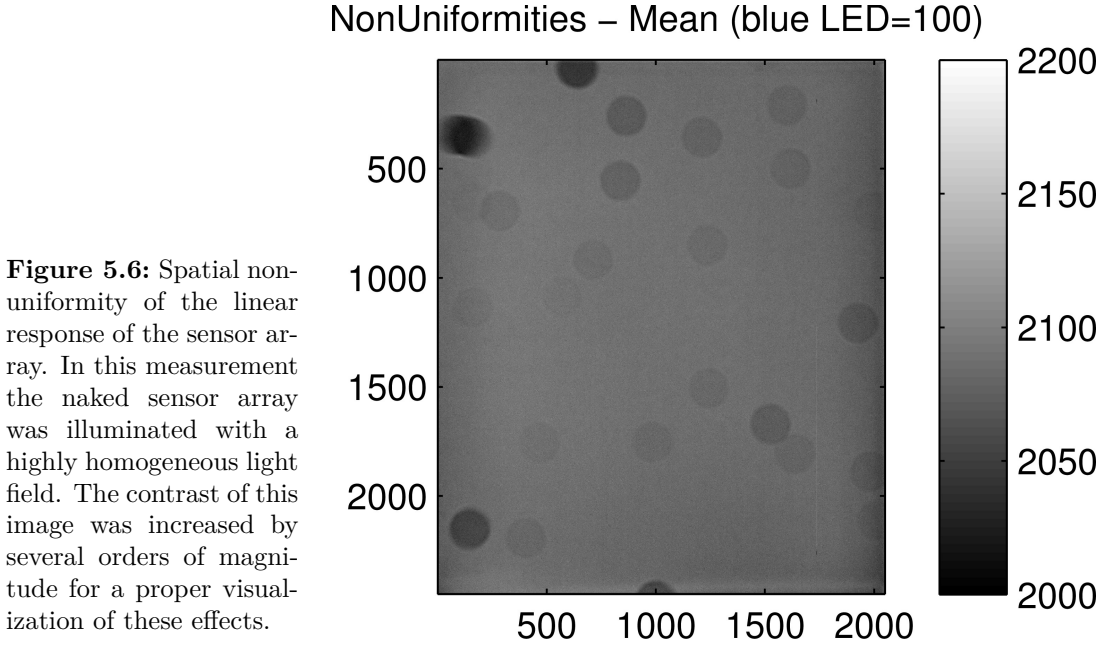 NonUniformities − Mean (blue LED=100)
500
1000
1500
2000
500 1000 1500 2000
2200
2150
2100
2050
2000
Figure 5.6: Spatial non-
uniformity of the linear
response of the sensor ar-
ray. In this measurement
the naked sensor array
was illuminated with a
highly homogeneous light
field. The contrast of this
image was increased by
several orders of magni-
tude for a proper visual-
ization of these effects.